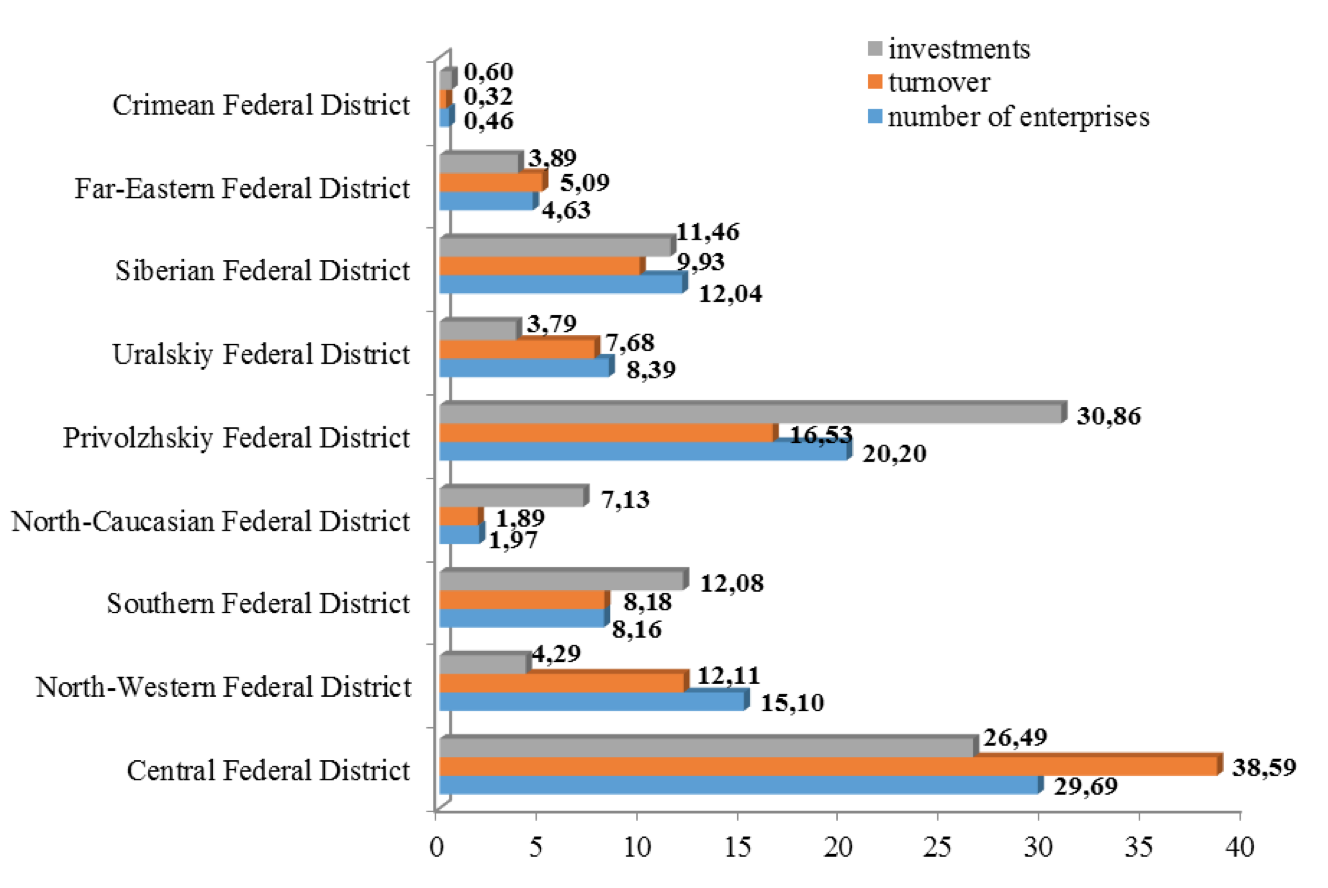 investments
turnover
number of enterprises
Crimean Federal District
0,60
0,32
0,46
Far-Eastern Federal District
3,89
5,09
4,63
Siberian Federal District
11,46
9,93
12,04
Uralskiy Federal District
3,79
7,68
8,39
Privolzhskiy Federal District
30,86
16,53
20,20
North-Caucasian Federal District
7,13
1,89
1,97
Southern Federal District
12,08
8,18
8,16
North-Western Federal District
4,29
12,11
15,10
Central Federal District
26,49
38,59
29,69
0 5 10 15 20 25 30 35 40